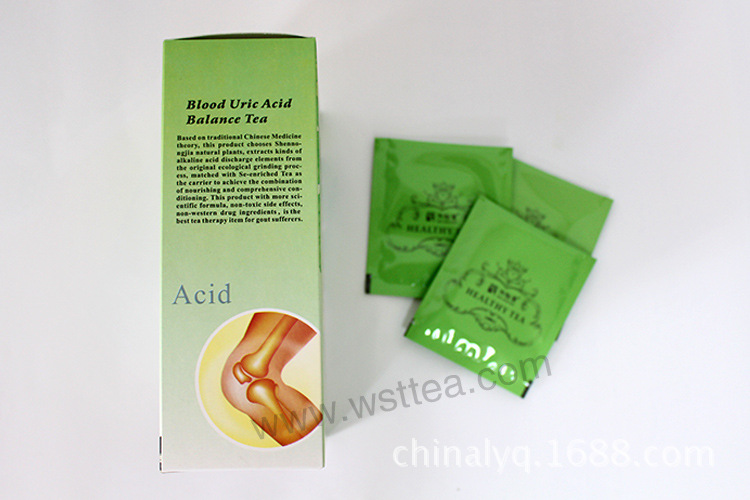 Blood Uric Acid
Balance Tea
Based on traditional Chinese Medicine
theory, this product chooses Shenno-
ngjia natural plants, extracts kinds of
alkaline acid discharge elements from
the original ecological grinding proc-
ess, matched with Se-enriched Tea as
the carrier to achieve the combination
of nourishing and comprehensive con-
ditioning. This product with more sci-
entific formula, non-toxic side effects,
non-western drug ingredients, is the
best tea therapy item for gout sufferers.
Acid
HEALTHY TEA
HEALTHY TEA
www.wsttea.com
chinalyq.1688.com